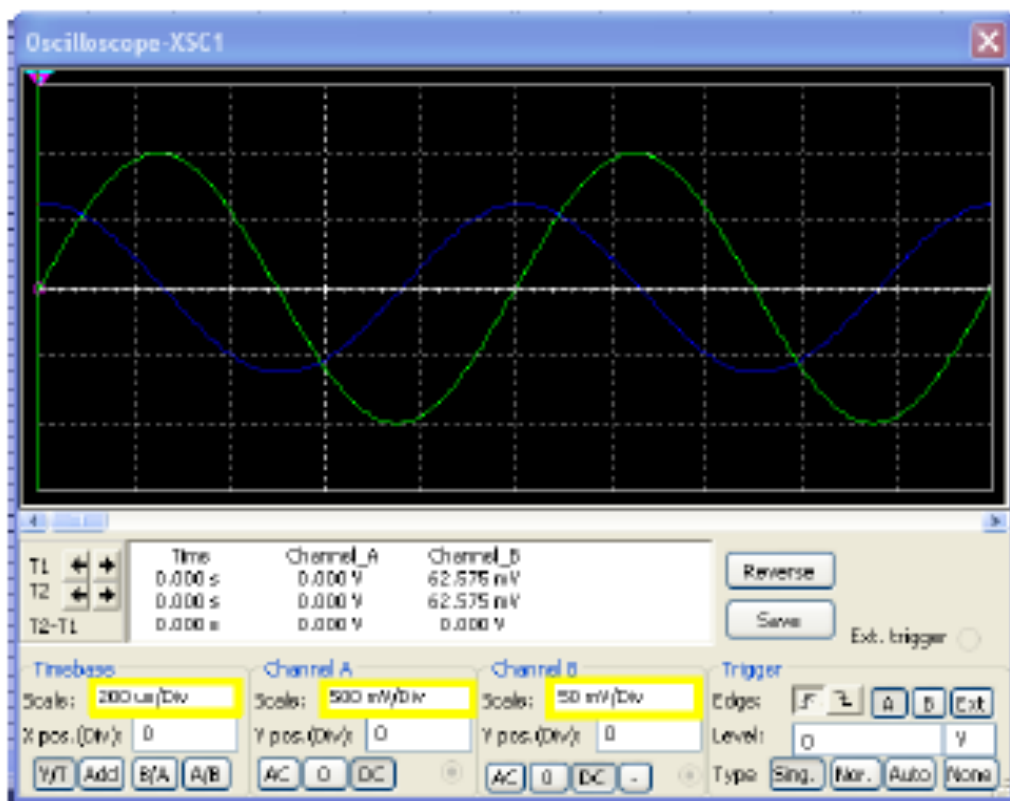 Oscilloscope-XSC1
T1
T2
T2-T1
Time Channel_A Channel_B
0.000 s 0.000 V 62.575 mV
0.000 s 0.000 V 62.575 mV
0.000 s 0.000 V 0.000 V
Reverse
Save
Ext. trigger
Timebase
Scale: 200 us/Div
X pos.(Div): 0
Y/T Add B/A A/B
Channel A
Scale: 500 mV/Div
Y pos.(Div): 0
AC 0 DC
Channel B
Scale: 50 mV/Div
Y pos.(Div): 0
AC 0 DC -
Trigger
Edge: A B Ext
Level: 0 V
Type Sing. Nor. Auto None